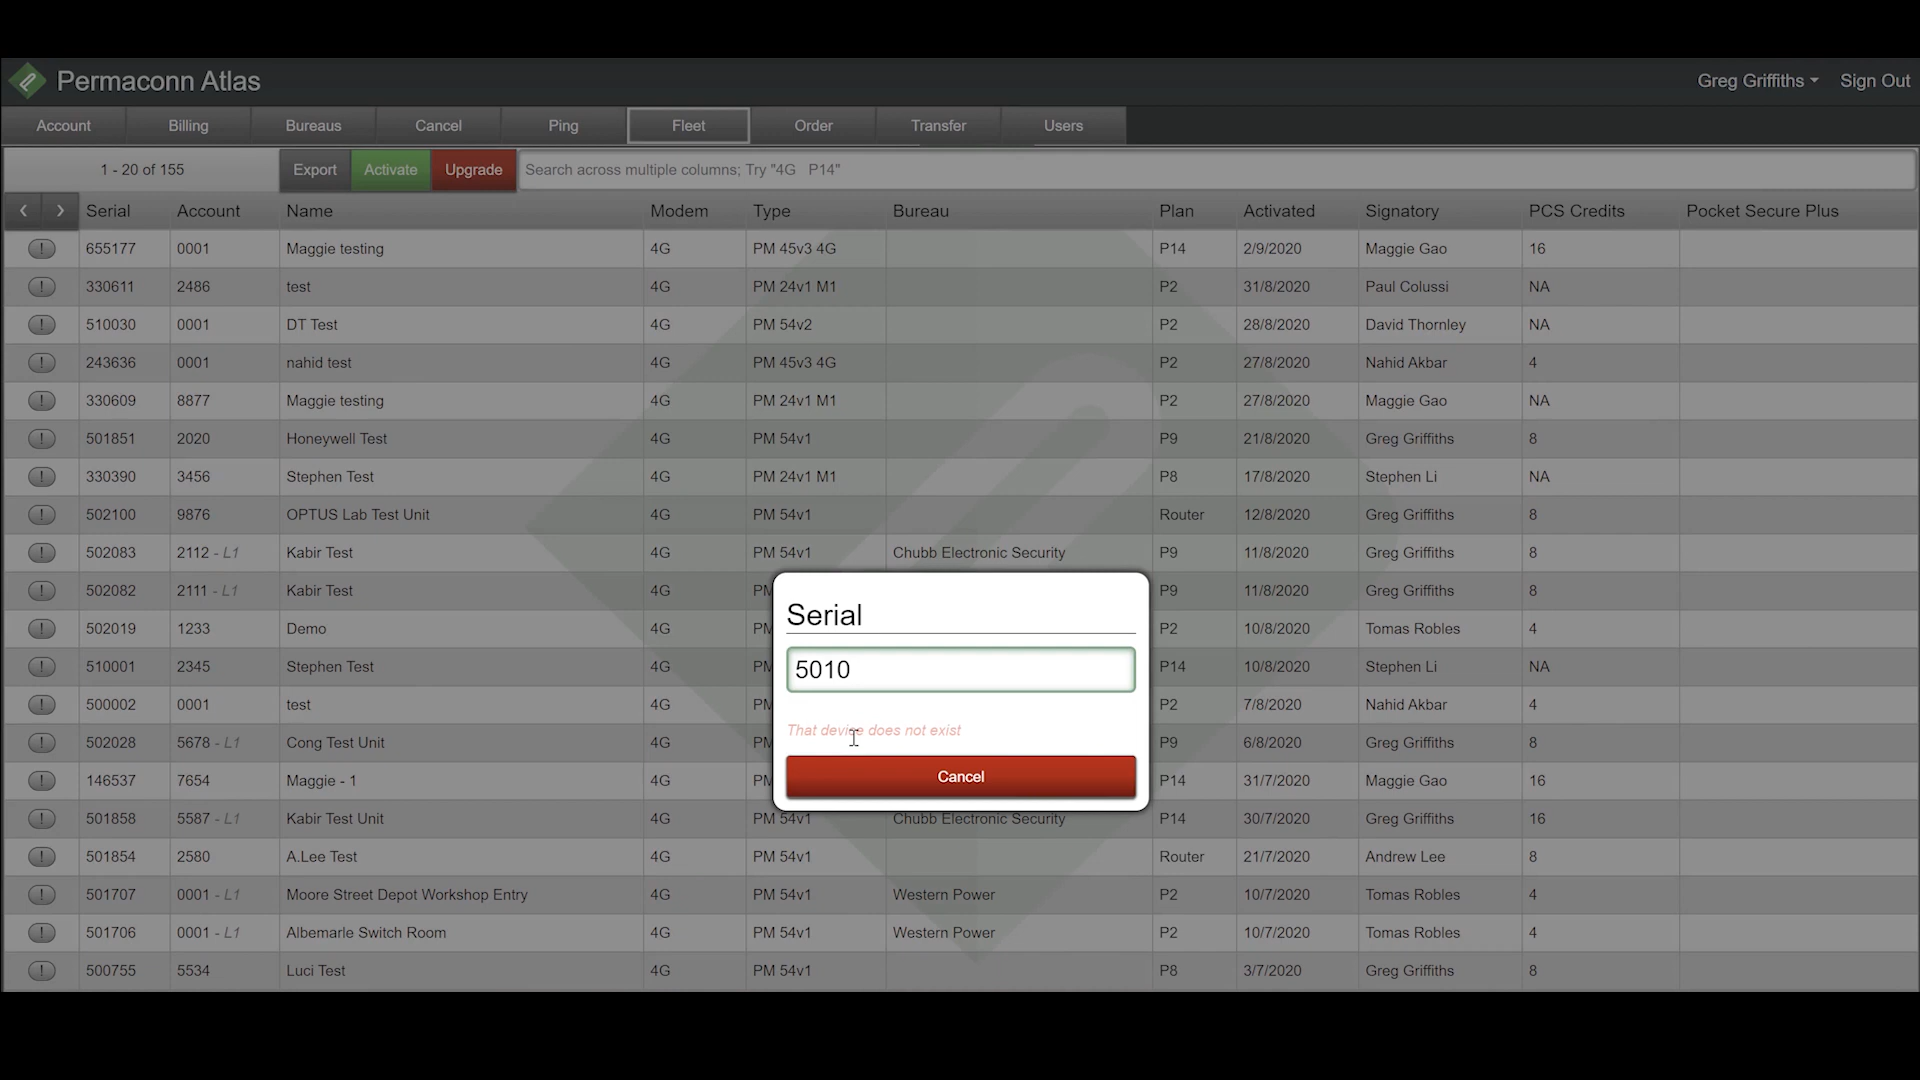 Permaconn Atlas
Greg Griffiths Sign Out
Account Billing Bureaus Cancel Ping Fleet Order Transfer Users
1 - 20 of 155 Export Activate Upgrade Search across multiple columns; Try "4G P14"
Serial Account Name Modem Type Bureau Plan Activated Signatory PCS Credits Pocket Secure Plus
655177 0001 Maggie testing 4G PM 45v3 4G P14 2/9/2020 Maggie Gao 16
330611 2486 test 4G PM 24v1 M1 P2 31/8/2020 Paul Colussi NA
510030 0001 DT Test 4G PM 54v2 P2 28/8/2020 David Thornley NA
243636 0001 nahid test 4G PM 45v3 4G P2 27/8/2020 Nahid Akbar 4
330609 8877 Maggie testing 4G PM 24v1 M1 P2 27/8/2020 Maggie Gao NA
501851 2020 Honeywell Test 4G PM 54v1 P9 21/8/2020 Greg Griffiths 8
330390 3456 Stephen Test 4G PM 24v1 M1 P8 17/8/2020 Stephen Li NA
502100 9876 OPTUS Lab Test Unit 4G PM 54v1 Router 12/8/2020 Greg Griffiths 8
502083 2112 - L1 Kabir Test 4G PM 54v1 Chubb Electronic Security P9 11/8/2020 Greg Griffiths 8
502082 2111 - L1 Kabir Test 4G PM P9 11/8/2020 Greg Griffiths 8
502019 1233 Demo 4G PM P2 10/8/2020 Tomas Robles 4
510001 2345 Stephen Test 4G PM P14 10/8/2020 Stephen Li NA
500002 0001 test 4G PM P2 7/8/2020 Nahid Akbar 4
502028 5678 - L1 Cong Test Unit 4G PM P9 6/8/2020 Greg Griffiths 8
146537 7654 Maggie - 1 4G PM P14 31/7/2020 Maggie Gao 16
501858 5587 - L1 Kabir Test Unit 4G PM 54v1 Chubb Electronic Security P14 30/7/2020 Greg Griffiths 16
501854 2580 A.Lee Test 4G PM 54v1 Router 21/7/2020 Andrew Lee 8
501707 0001 - L1 Moore Street Depot Workshop Entry 4G PM 54v1 Western Power P2 10/7/2020 Tomas Robles 4
501706 0001 - L1 Albemarle Switch Room 4G PM 54v1 Western Power P2 10/7/2020 Tomas Robles 4
500755 5534 Luci Test 4G PM 54v1 P8 3/7/2020 Greg Griffiths 8
Serial
5010
That device does not exist
Cancel